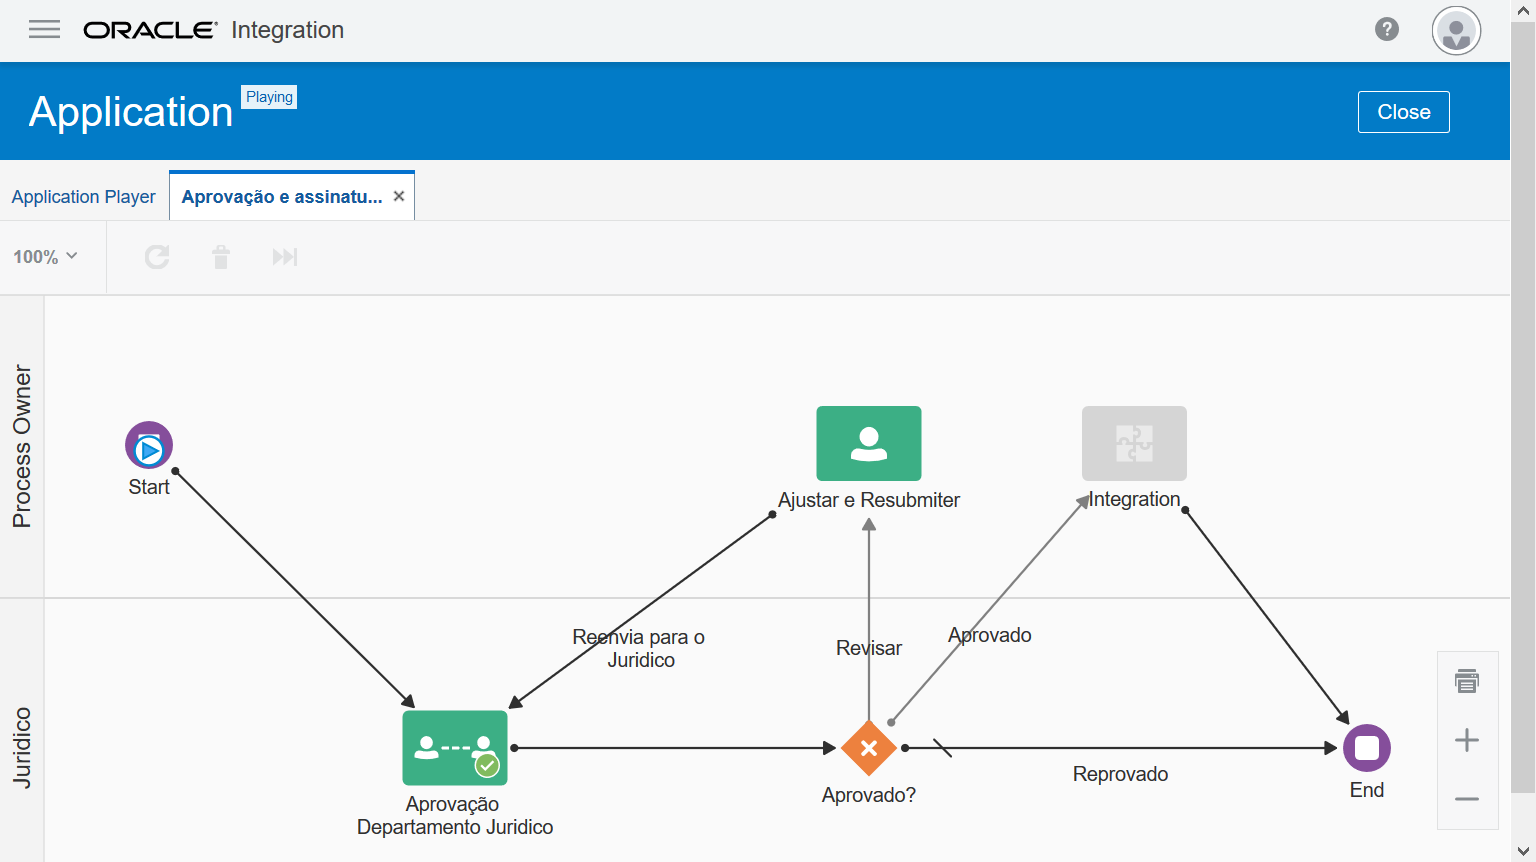 ORACLE Integration
Application Playing
Close
Application Player
Aprovação e assinatu...
100%
Process Owner
Start
Ajustar e Resubmiter
Integration
Reenvia para o
Juridico
Revisar
Aprovado
Juridico
Aprovação
Departamento Juridico
Aprovado?
Reprovado
End